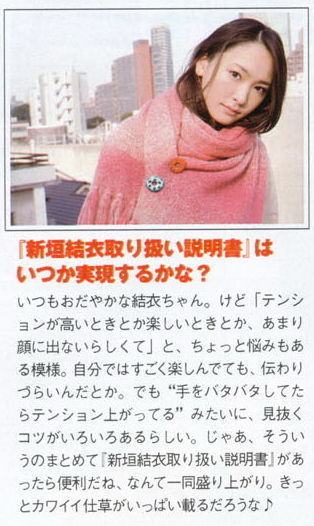 『新垣結衣取り扱い説明書』は
いつか実現するかな？
いつもおだやかな結衣ちゃん。けど「テンシ
ョンが高いときとか楽しいときとか、あまり
顔に出ないらしくて」と、ちょっと悩みもあ
る模様。自分ではすごく楽しんでても、伝わり
づらいんだとか。でも“手をバタバタしてた
らテンション上がってる”みたいに、見抜く
コツがいろいろあるらしい。じゃあ、そうい
うのまとめて『新垣結衣取り扱い説明書』があ
ったら便利だね、なんて一同盛り上がり。きっ
とカワイイ仕草がいっぱい載るだろうな♪